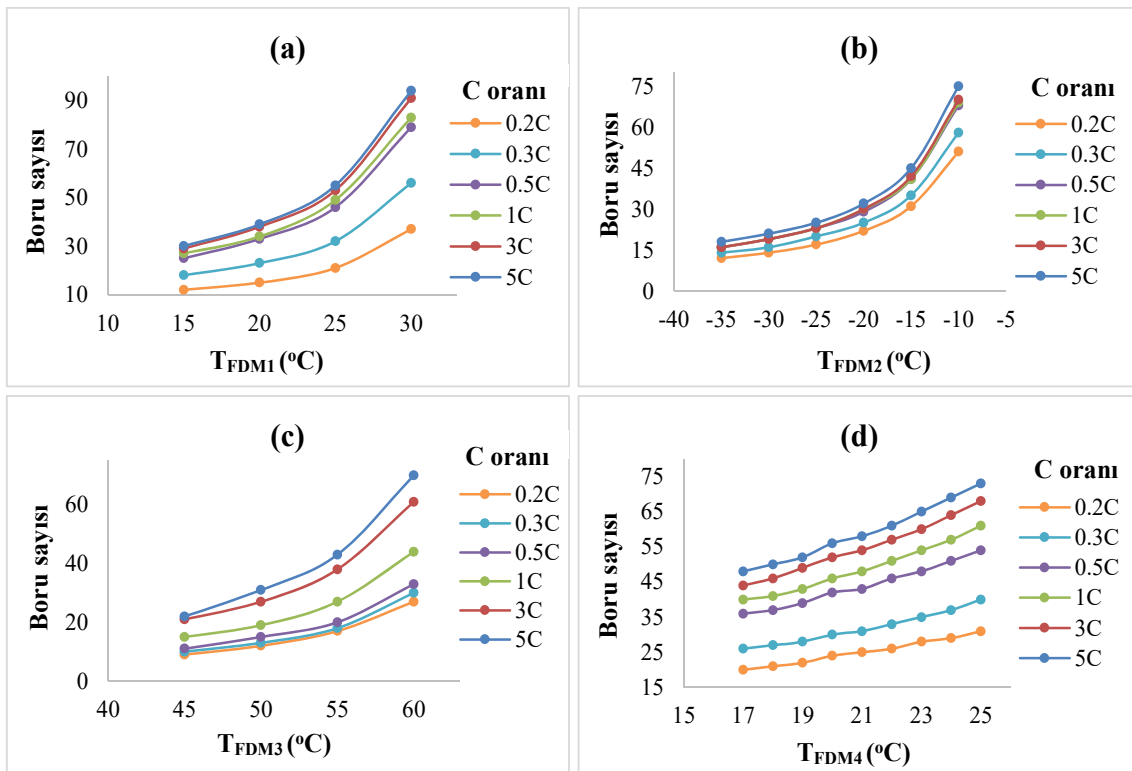 (a)
C oranı
0.2C
0.3C
0.5C
1C
3C
5C
Boru sayısı
90
70
50
30
10
10 15 20 25 30
TFDM1 (oC)
(b)
C oranı
0.2C
0.3C
0.5C
1C
3C
5C
Boru sayısı
75
60
45
30
15
0
-40 -35 -30 -25 -20 -15 -10 -5
TFDM2 (oC)
(c)
C oranı
0.2C
0.3C
0.5C
1C
3C
5C
Boru sayısı
60
40
20
0
40 45 50 55 60
TFDM3 (oC)
(d)
C oranı
0.2C
0.3C
0.5C
1C
3C
5C
Boru sayısı
75
65
55
45
35
25
15
15 17 19 21 23 25
TFDM4 (oC)